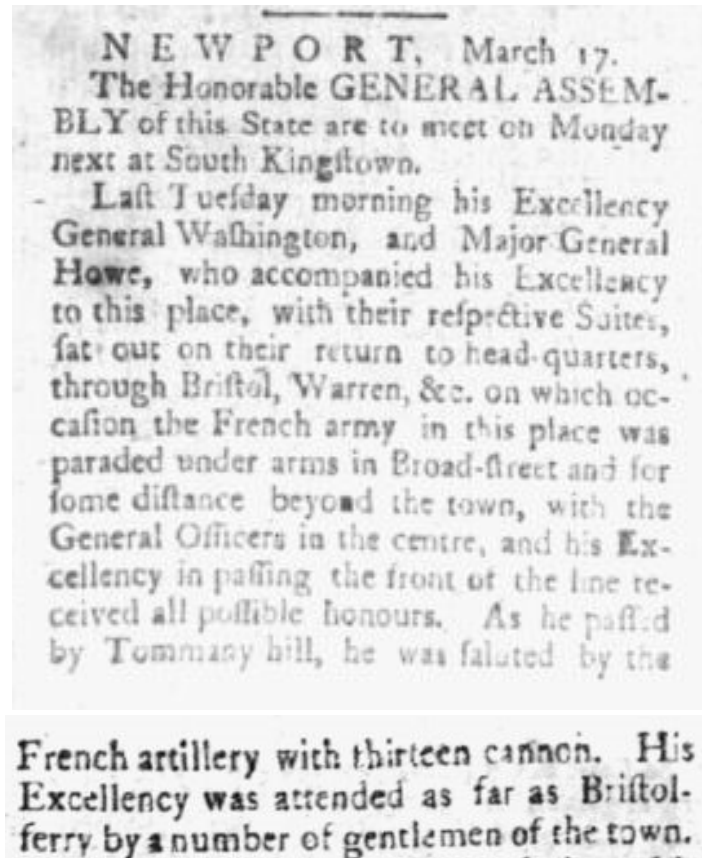 NEWPORT, March 17.
The Honorable GENERAL ASSEM-
BLY of this State are to meet on Monday
next at South Kingſtown.
Laſt Tueſday morning his Excellency
General Waſhington, and Major General
Howe, who accompanied his Excellency
to this place, with their reſpective Suites,
ſat out on their return to head-quarters,
through Briſtol, Warren, &c. on which oc-
caſion the French army in this place was
paraded under arms in Broad-ſtreet and for
ſome diſtance beyond the town, with the
General Officers in the centre, and his Ex-
cellency in paſſing the front of the line re-
ceived all poſſible honours. As he paſſed
by Tommany hill, he was ſaluted by the
French artillery with thirteen cannon. His
Excellency was attended as far as Briſtol-
ferry by a number of gentlemen of the town.